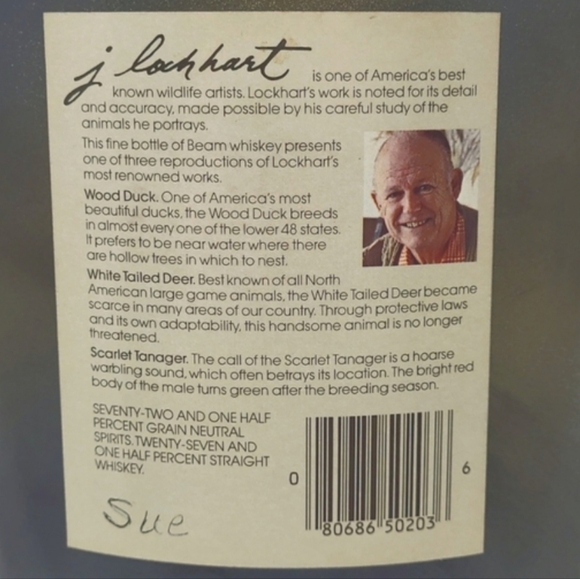 j lockhart is one of America's best
known wildlife artists. Lockhart's work is noted for its detail
and accuracy, made possible by his careful study of the
animals he portrays.
This fine bottle of Beam whiskey presents
one of three reproductions of Lockhart's
most renowned works.
Wood Duck. One of America's most
beautiful ducks, the Wood Duck breeds
in almost every one of the lower 48 states.
It prefers to be near water where there
are hollow trees in which to nest.
White Tailed Deer. Best known of all North
American large game animals, the White Tailed Deer became
scarce in many areas of our country. Through protective laws
and its own adaptability, this handsome animal is no longer
threatened.
Scarlet Tanager. The call of the Scarlet Tanager is a hoarse
warbling sound, which often betrays its location. The bright red
body of the male turns green after the breeding season.
SEVENTY-TWO AND ONE HALF
PERCENT GRAIN NEUTRAL
SPIRITS. TWENTY-SEVEN AND
ONE HALF PERCENT STRAIGHT
WHISKEY.
0 80686 50203 6
Sue